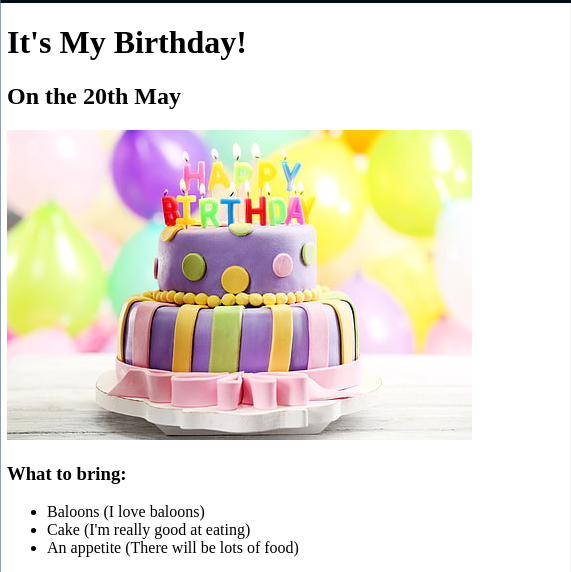 It's My Birthday!
On the 20th May
HAPPY
BIRTHDAY
What to bring:
Baloons (I love baloons)
Cake (I'm really good at eating)
An appetite (There will be lots of food)